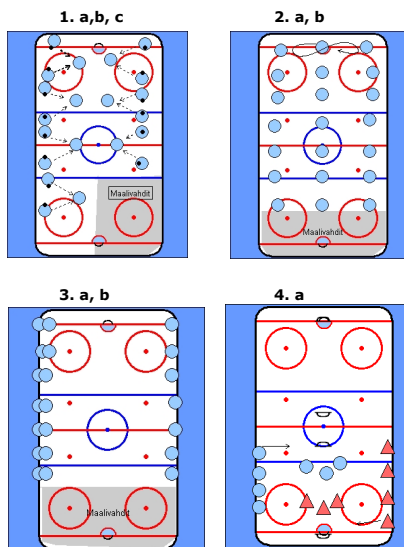 1. a,b, c
2. a, b
Maalivahdit
Maalivahdit
3. a, b
4. a
Maalivahdit